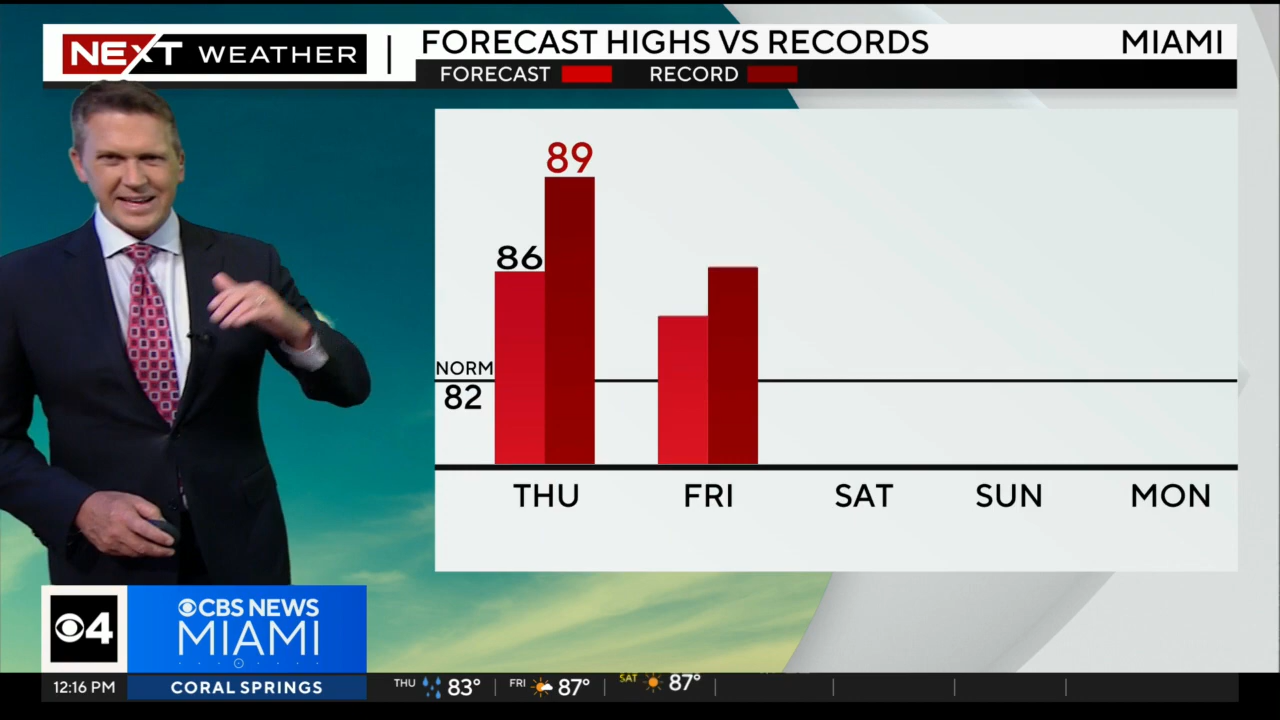 NEXT WEATHER
FORECAST HIGHS VS RECORDS
MIAMI
FORECAST
RECORD
89
86
NORM
82
THU
FRI
SAT
SUN
MON
4
CBS NEWS
MIAMI
12:16 PM
CORAL SPRINGS
THU 83°
FRI 87°
SAT 87°